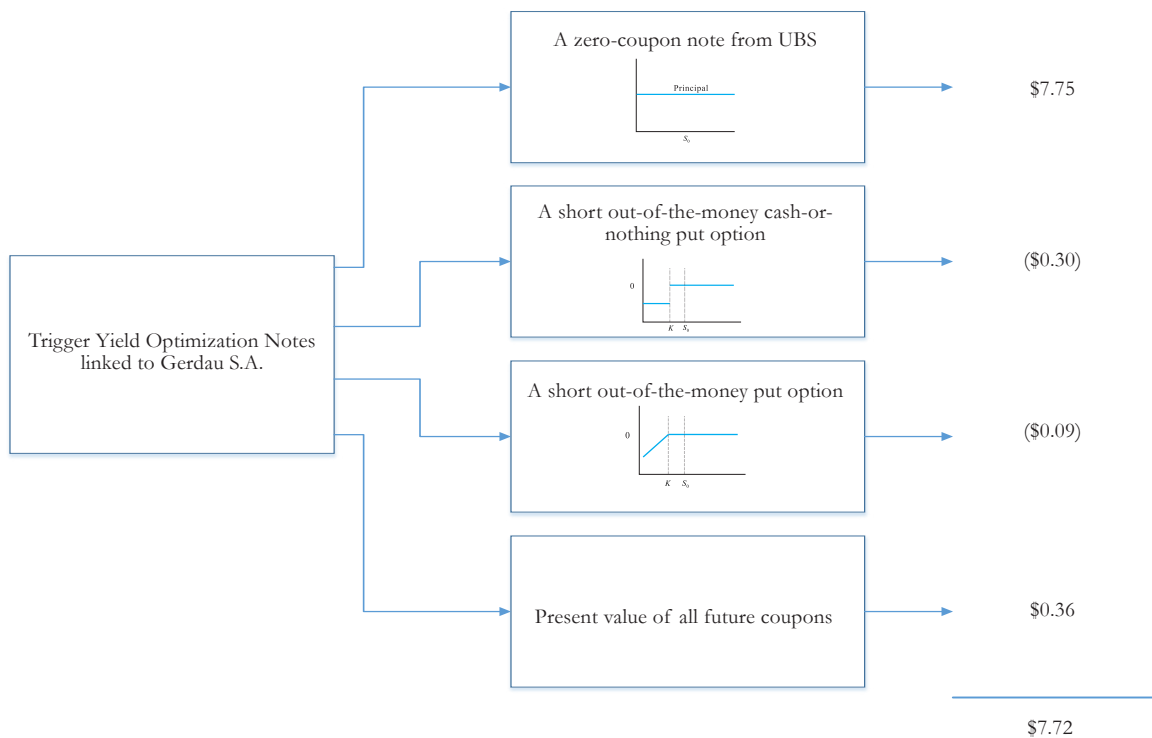 A zero-coupon note from UBS
Principal
S₀
$7.75
A short out-of-the-money cash-or-
nothing put option
0
K S₀
($0.30)
Trigger Yield Optimization Notes
linked to Gerdau S.A.
A short out-of-the-money put option
0
K S₀
($0.09)
Present value of all future coupons
$0.36
$7.72